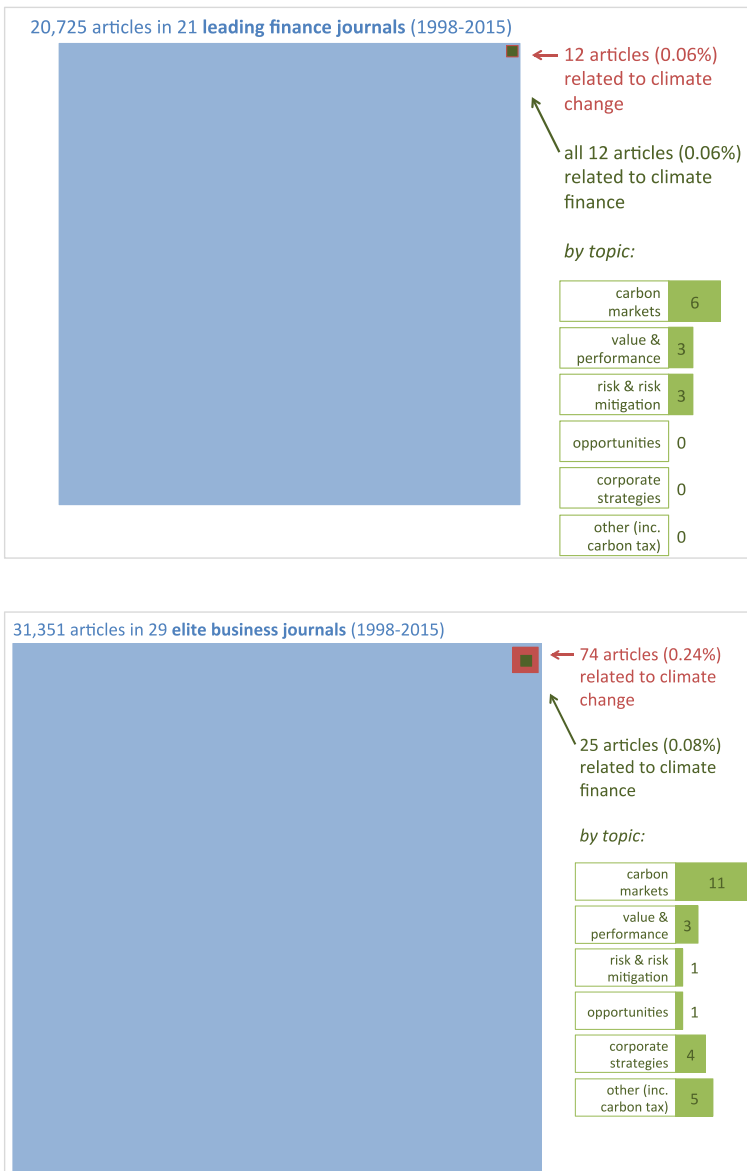 20,725 articles in 21 leading finance journals (1998-2015)
12 articles (0.06%)
related to climate
change
all 12 articles (0.06%)
related to climate
finance
by topic:
carbon
markets
6
value &
performance
3
risk & risk
mitigation
3
opportunities
0
corporate
strategies
0
other (inc.
carbon tax)
0
31,351 articles in 29 elite business journals (1998-2015)
74 articles (0.24%)
related to climate
change
25 articles (0.08%)
related to climate
finance
by topic:
carbon
markets
11
value &
performance
3
risk & risk
mitigation
1
opportunities
1
corporate
strategies
4
other (inc.
carbon tax)
5